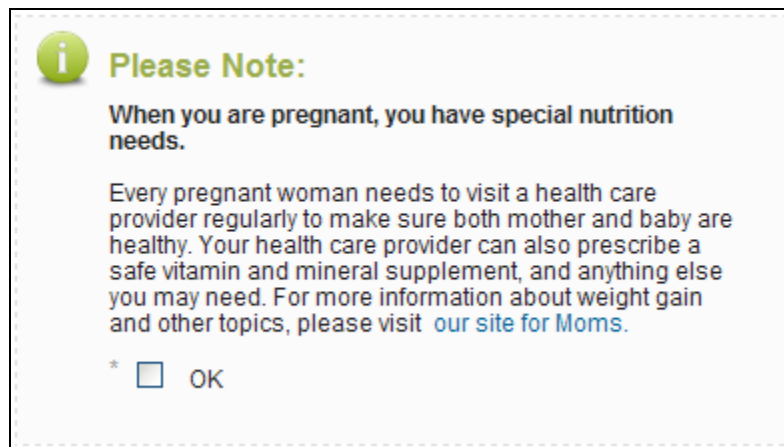 i
Please Note:
When you are pregnant, you have special nutrition
needs.
Every pregnant woman needs to visit a health care
provider regularly to make sure both mother and baby are
healthy. Your health care provider can also prescribe a
safe vitamin and mineral supplement, and anything else
you may need. For more information about weight gain
and other topics, please visit our site for Moms.
* OK